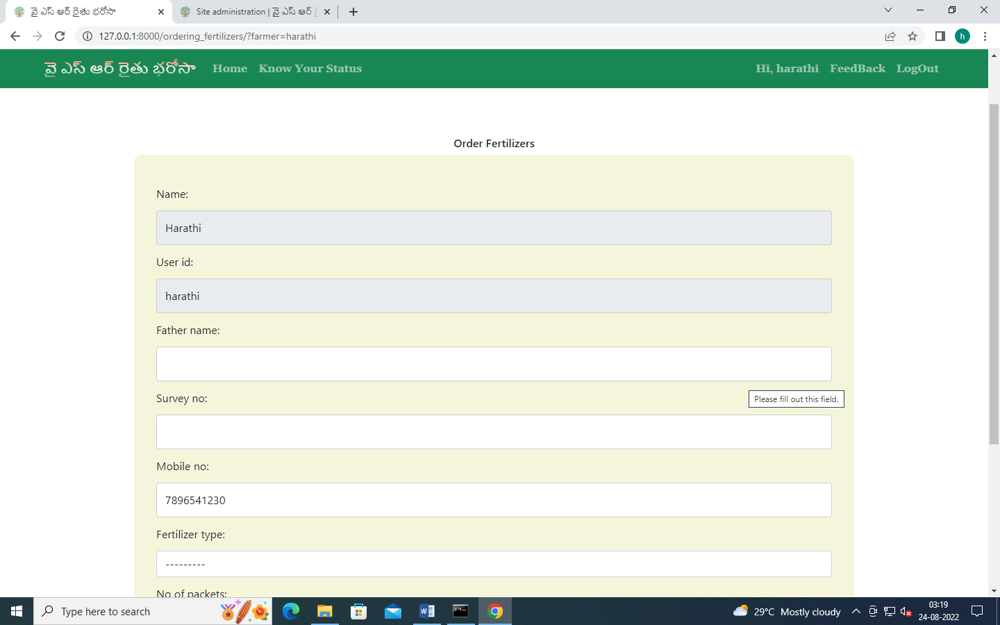 వై ఎస్ ఆర్ రైతు భరోసా
Site administration | వై ఎస్ ఆర్
127.0.0.1:8000/ordering_fertilizers/?farmer=harathi
h
వై ఎస్ ఆర్ రైతు భరోసా Home Know Your Status Hi, harathi FeedBack LogOut
Order Fertilizers
Name:
Harathi
User id:
harathi
Father name:
Survey no:
Please fill out this field.
Mobile no:
7896541230
Fertilizer type:
---------
No of packets:
Type here to search
29°C Mostly cloudy
03:19
24-08-2022